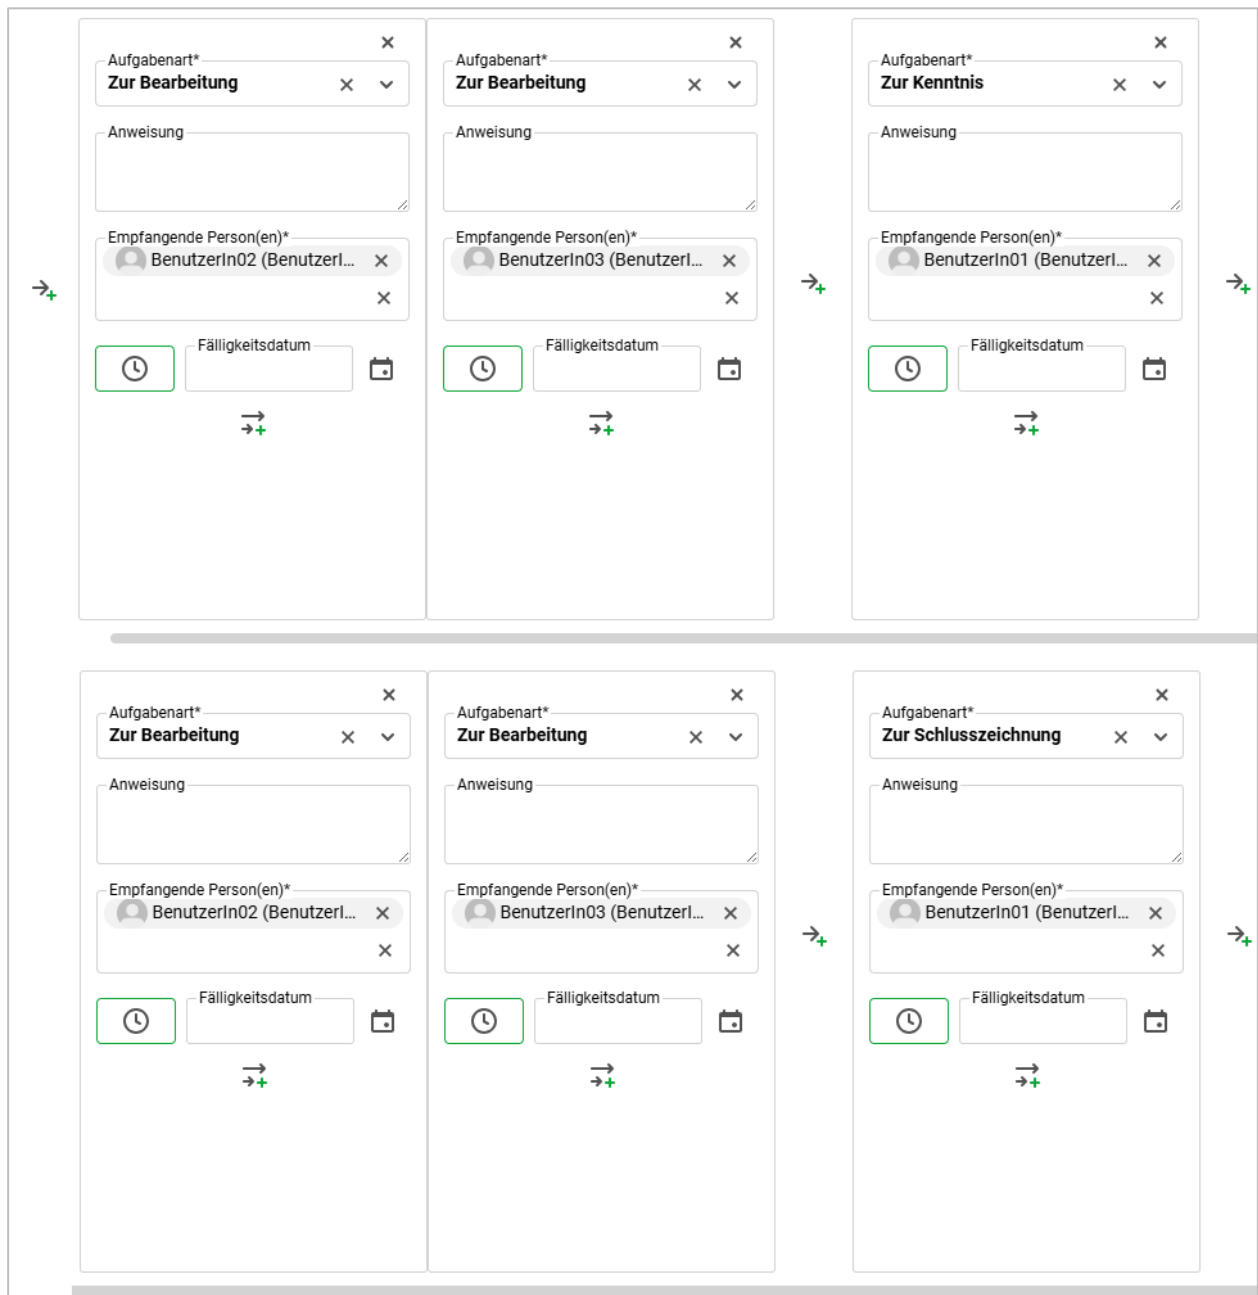 Aufgabenart*
Zur Bearbeitung
Anweisung
Empfangende Person(en)*
BenutzerIn02 (BenutzerI...
Fälligkeitsdatum
Aufgabenart*
Zur Bearbeitung
Anweisung
Empfangende Person(en)*
BenutzerIn03 (BenutzerI...
Fälligkeitsdatum
Aufgabenart*
Zur Kenntnis
Anweisung
Empfangende Person(en)*
BenutzerIn01 (BenutzerI...
Fälligkeitsdatum
Aufgabenart*
Zur Bearbeitung
Anweisung
Empfangende Person(en)*
BenutzerIn02 (BenutzerI...
Fälligkeitsdatum
Aufgabenart*
Zur Bearbeitung
Anweisung
Empfangende Person(en)*
BenutzerIn03 (BenutzerI...
Fälligkeitsdatum
Aufgabenart*
Zur Schlusszeichnung
Anweisung
Empfangende Person(en)*
BenutzerIn01 (BenutzerI...
Fälligkeitsdatum